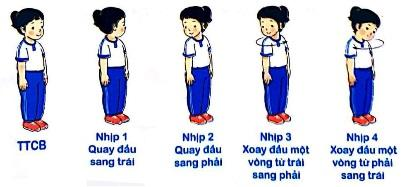 TTCB
Nhịp 1
Quay đầu
sang trái
Nhịp 2
Quay đầu
sang phải
Nhịp 3
Xoay đầu một
vòng từ trái
sang phải
Nhịp 4
Xoay đầu một
vòng từ phải
sang trái